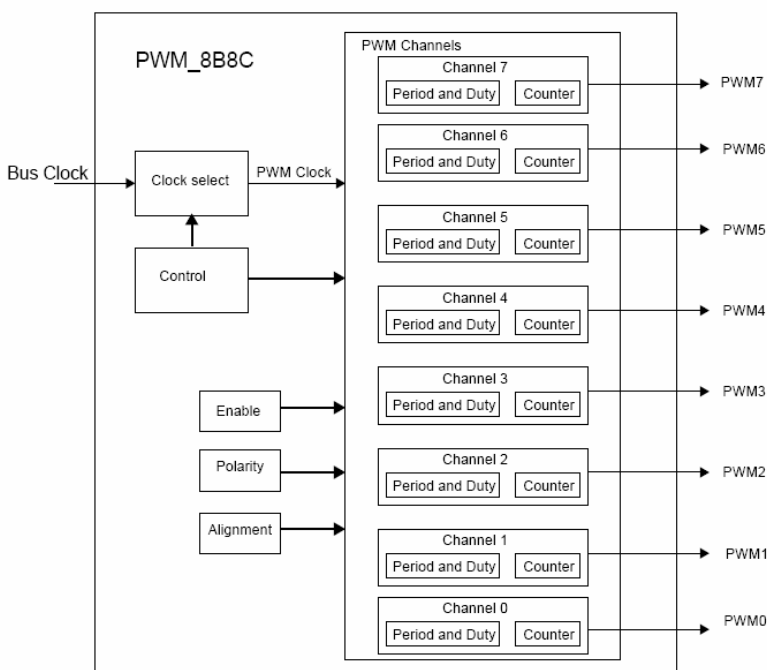 PWM_8B8C
PWM Channels
Channel 7
Period and Duty Counter
PWM7
Channel 6
Period and Duty Counter
PWM6
Bus Clock
Clock select
PWM Clock
Channel 5
Period and Duty Counter
PWM5
Control
Channel 4
Period and Duty Counter
PWM4
Channel 3
Period and Duty Counter
PWM3
Enable
Channel 2
Period and Duty Counter
PWM2
Polarity
Alignment
Channel 1
Period and Duty Counter
PWM1
Channel 0
Period and Duty Counter
PWM0